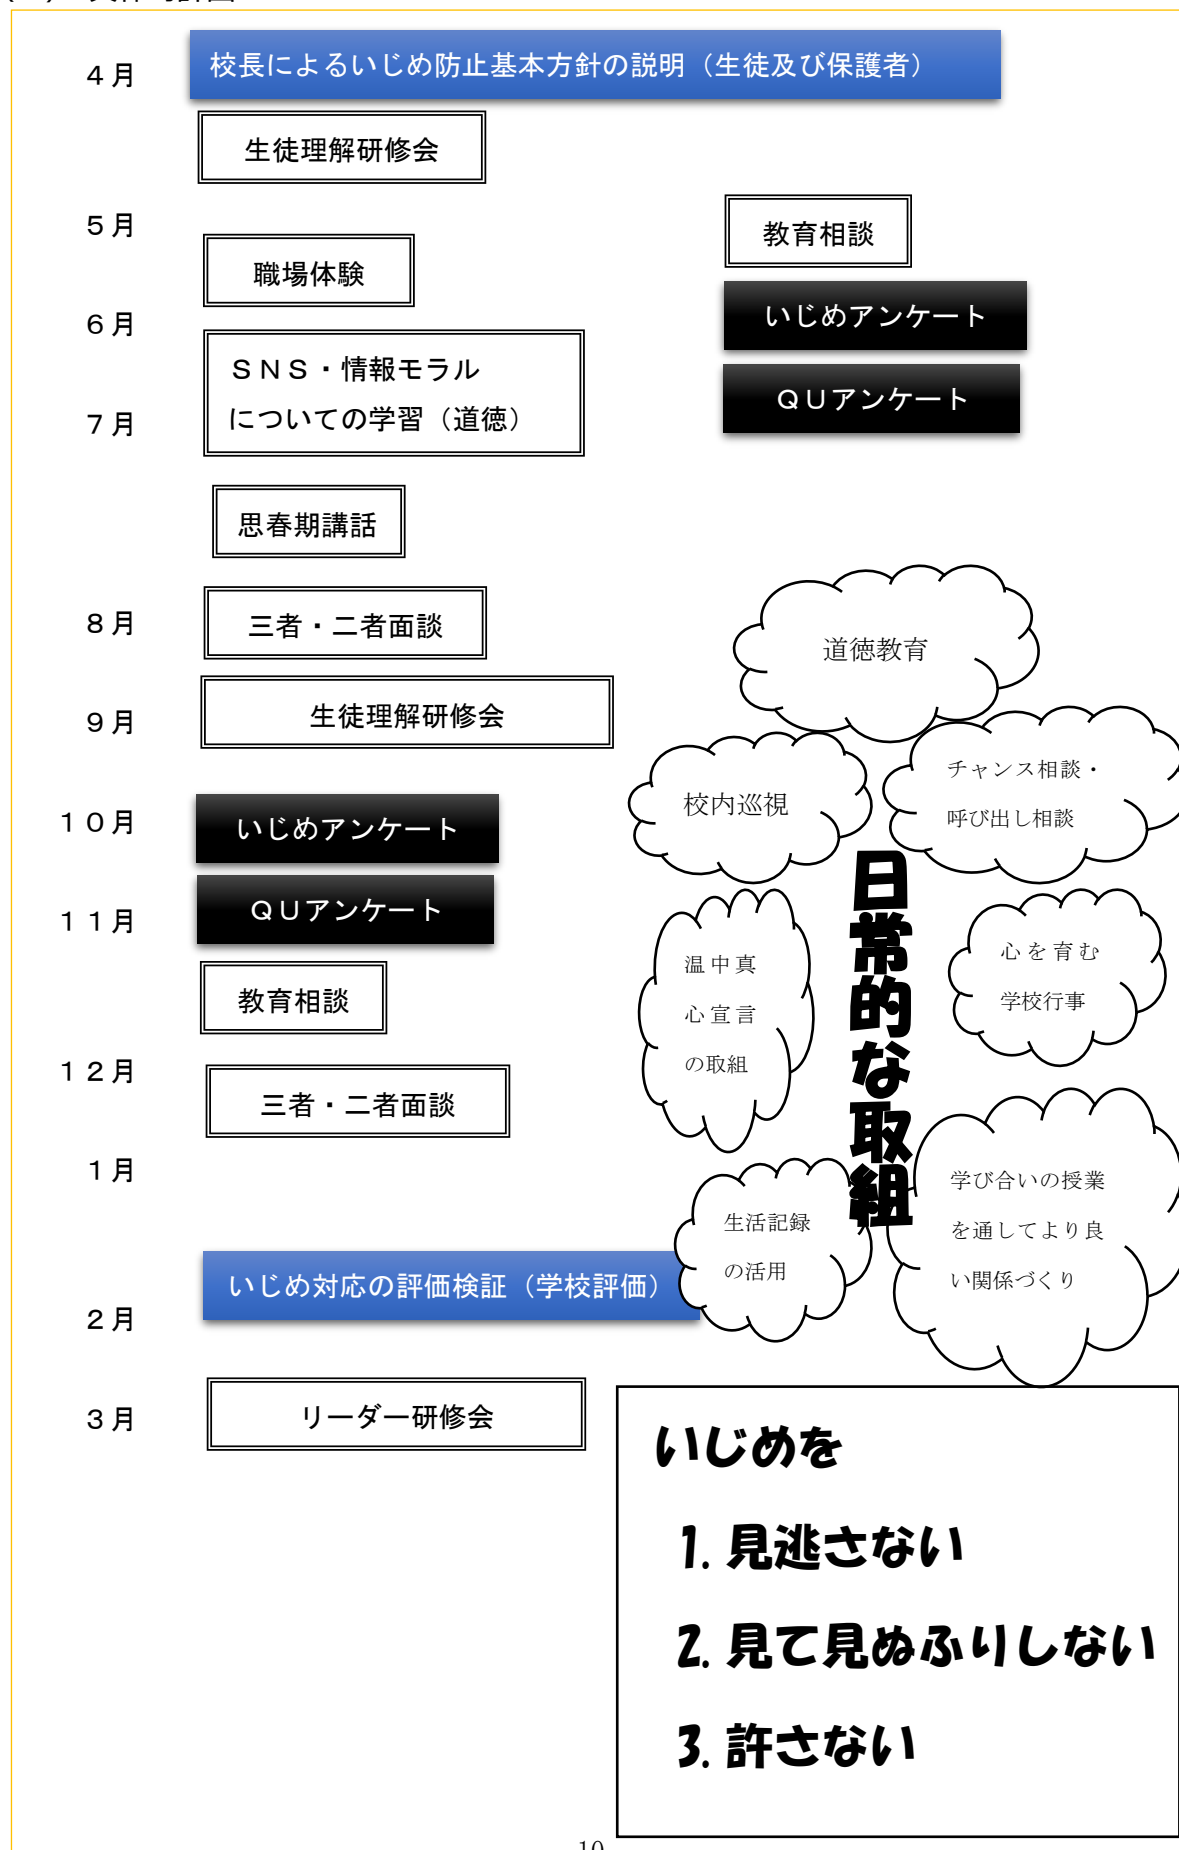 ４月
校長によるいじめ防止基本方針の説明（生徒及び保護者）
生徒理解研修会
５月
教育相談
職場体験
いじめアンケート
６月
ＳＮＳ・情報モラル
についての学習（道徳）
ＱＵアンケート
７月
思春期講話
８月
三者・二者面談
９月
生徒理解研修会
１０月
いじめアンケート
１１月
ＱＵアンケート
教育相談
１２月
三者・二者面談
１月
いじめ対応の評価検証（学校評価）
２月
３月
リーダー研修会
日常的な取組
道徳教育
校内巡視
チャンス相談・
呼び出し相談
温中真
心宣言
の取組
心を育む
学校行事
生活記録
の活用
学び合いの授業
を通してより良
い関係づくり
いじめを
1. 見逃さない
2. 見て見ぬふりしない
3. 許さない
10